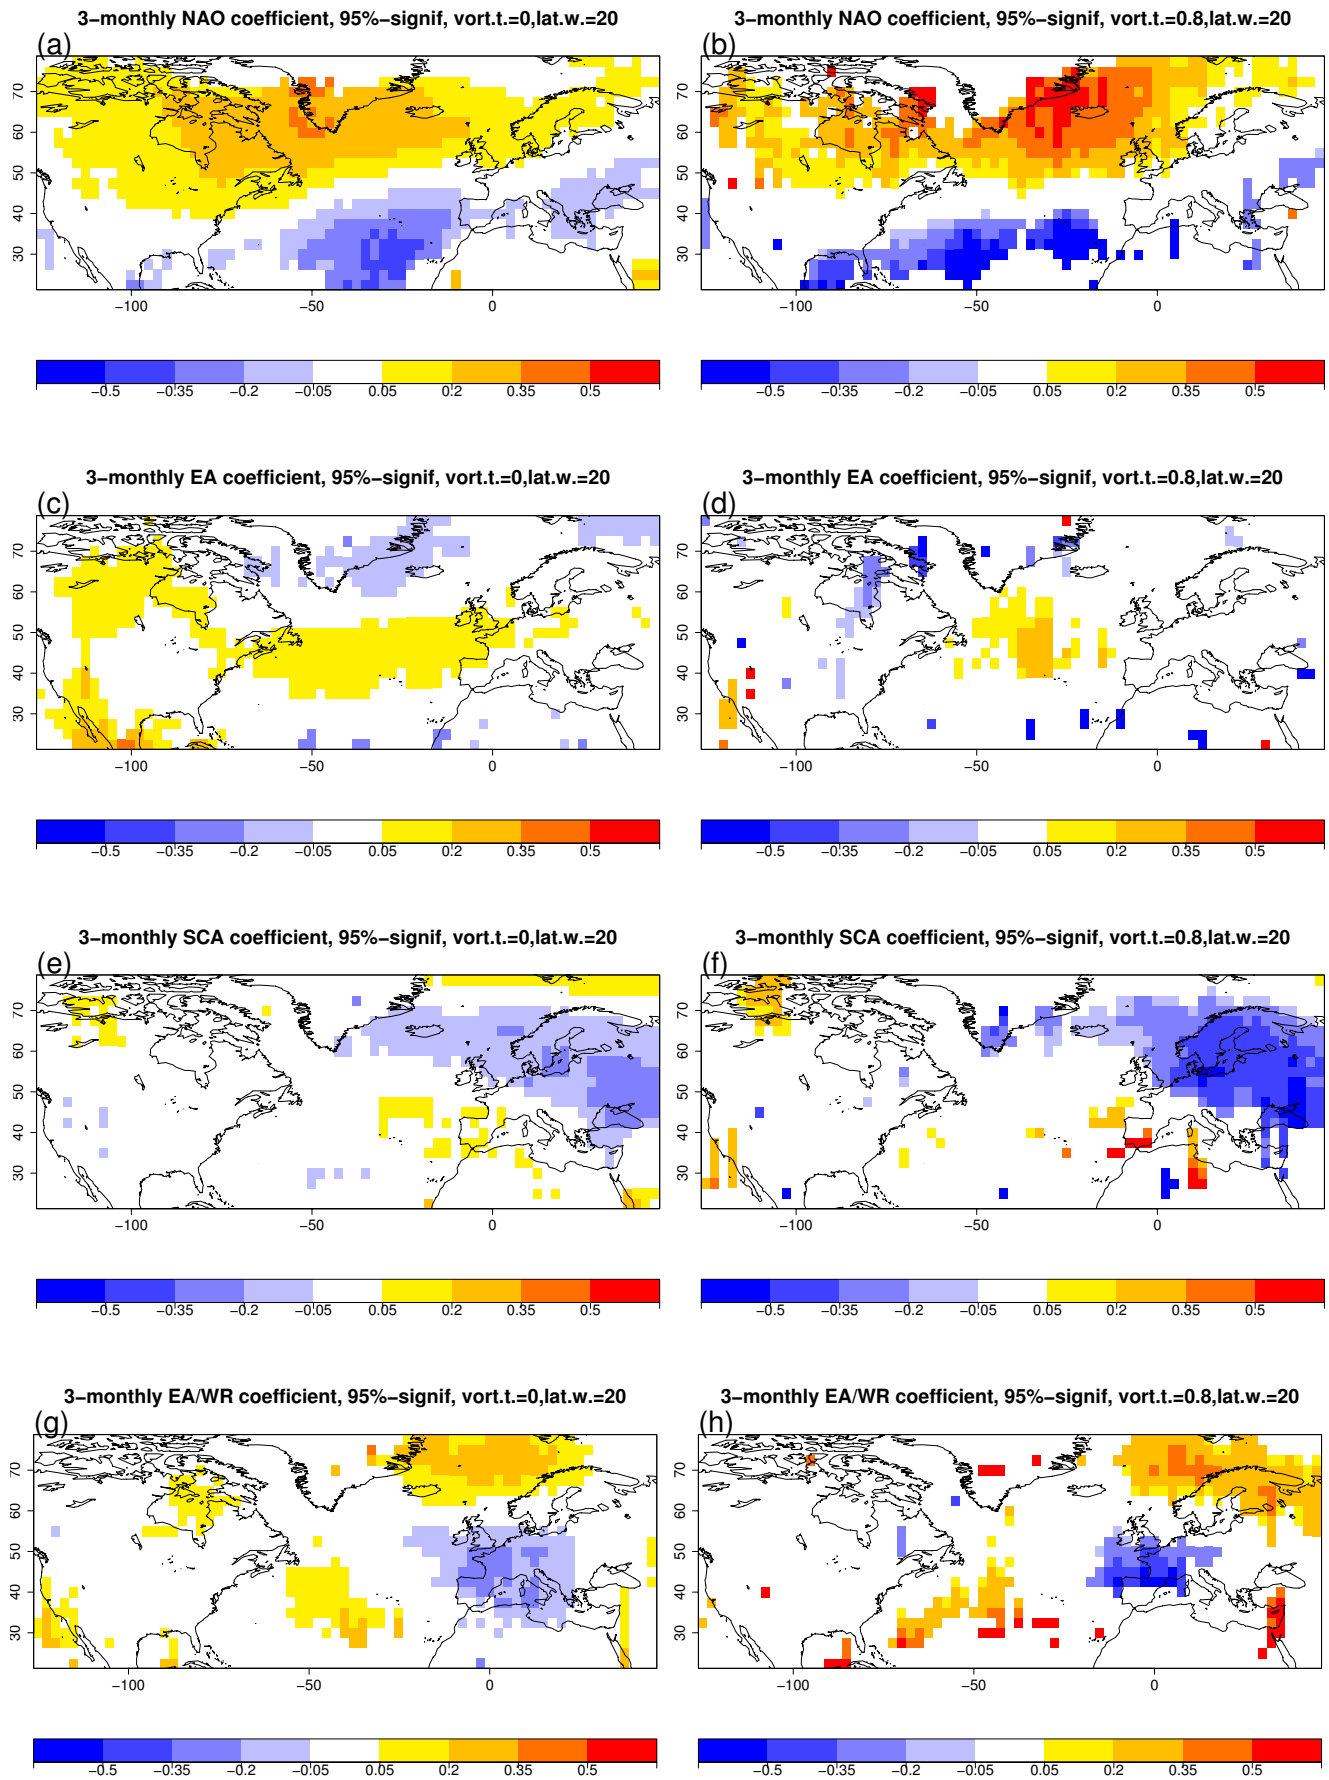 3−monthly NAO coefficient, 95%−signif, vort.t.=0,lat.w.=20
(a)
70
60
50
40
30
−100 −50 0
−0.5 −0.35 −0.2 −0.05 0.05 0.2 0.35 0.5
3−monthly NAO coefficient, 95%−signif, vort.t.=0.8,lat.w.=20
(b)
70
60
50
40
30
−100 −50 0
−0.5 −0.35 −0.2 −0.05 0.05 0.2 0.35 0.5
3−monthly EA coefficient, 95%−signif, vort.t.=0,lat.w.=20
(c)
70
60
50
40
30
−100 −50 0
−0.5 −0.35 −0.2 −0.05 0.05 0.2 0.35 0.5
3−monthly EA coefficient, 95%−signif, vort.t.=0.8,lat.w.=20
(d)
70
60
50
40
30
−100 −50 0
−0.5 −0.35 −0.2 −0.05 0.05 0.2 0.35 0.5
3−monthly SCA coefficient, 95%−signif, vort.t.=0,lat.w.=20
(e)
70
60
50
40
30
−100 −50 0
−0.5 −0.35 −0.2 −0.05 0.05 0.2 0.35 0.5
3−monthly SCA coefficient, 95%−signif, vort.t.=0.8,lat.w.=20
(f)
70
60
50
40
30
−100 −50 0
−0.5 −0.35 −0.2 −0.05 0.05 0.2 0.35 0.5
3−monthly EA/WR coefficient, 95%−signif, vort.t.=0,lat.w.=20
(g)
70
60
50
40
30
−100 −50 0
−0.5 −0.35 −0.2 −0.05 0.05 0.2 0.35 0.5
3−monthly EA/WR coefficient, 95%−signif, vort.t.=0.8,lat.w.=20
(h)
70
60
50
40
30
−100 −50 0
−0.5 −0.35 −0.2 −0.05 0.05 0.2 0.35 0.5